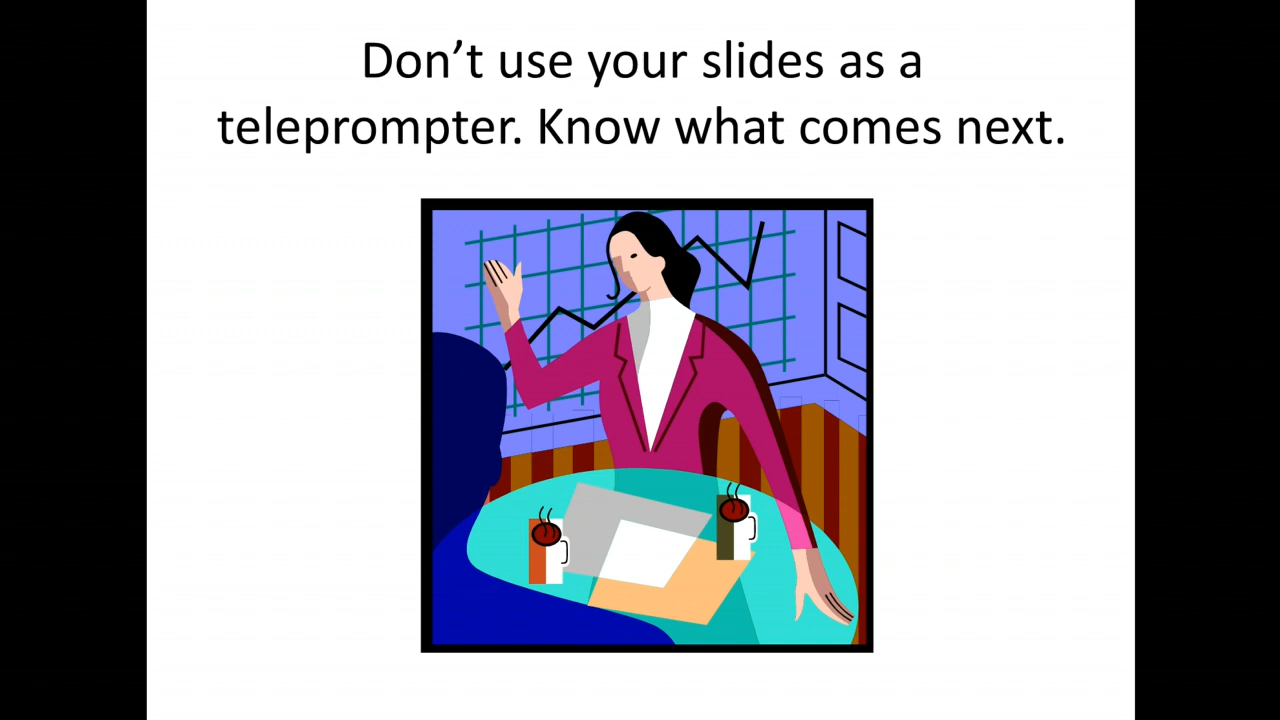 Don’t use your slides as a
teleprompter. Know what comes next.